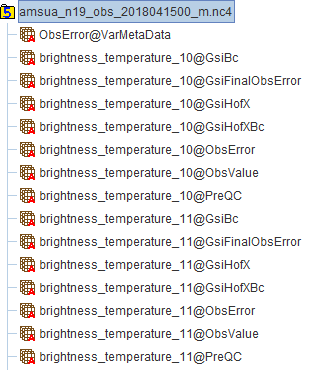 amsua_n19_obs_2018041500_m.nc4
ObsError@VarMetaData
brightness_temperature_10@GsiBc
brightness_temperature_10@GsiFinalObsError
brightness_temperature_10@GsiHofX
brightness_temperature_10@GsiHofXBc
brightness_temperature_10@ObsError
brightness_temperature_10@ObsValue
brightness_temperature_10@PreQC
brightness_temperature_11@GsiBc
brightness_temperature_11@GsiFinalObsError
brightness_temperature_11@GsiHofX
brightness_temperature_11@GsiHofXBc
brightness_temperature_11@ObsError
brightness_temperature_11@ObsValue
brightness_temperature_11@PreQC